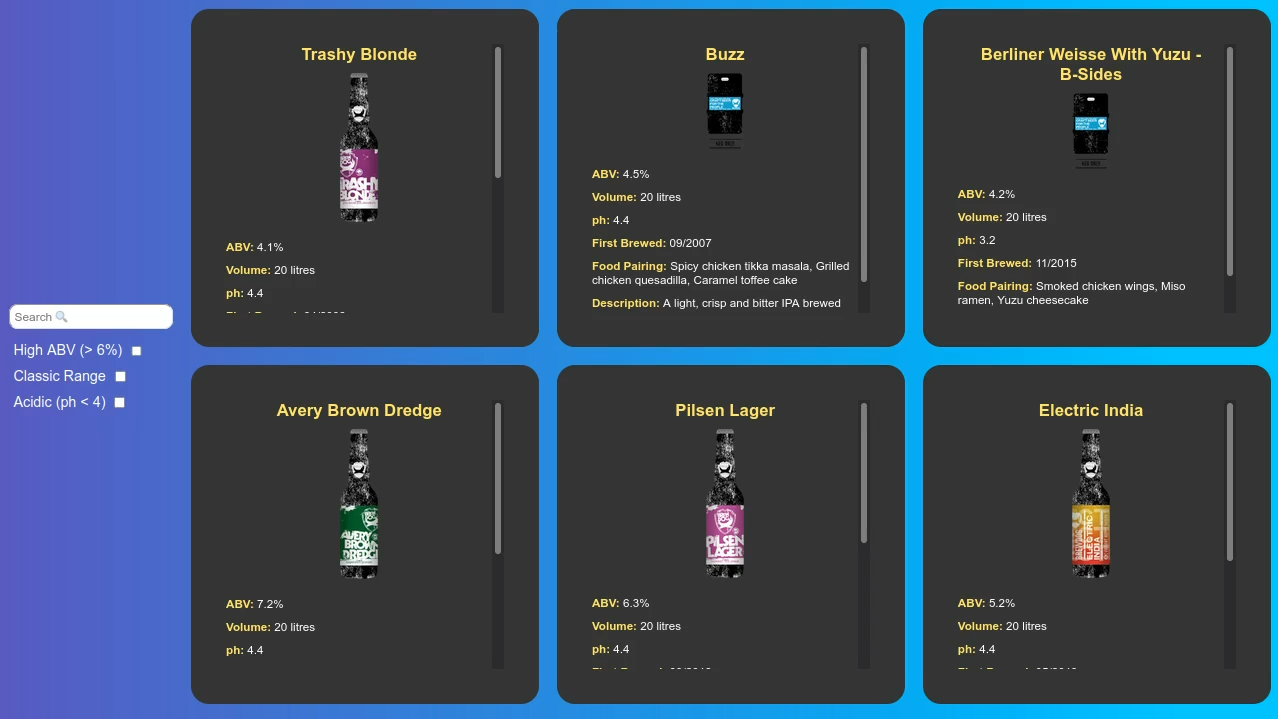 Search 🔍
High ABV (> 6%)
Classic Range
Acidic (ph < 4)
Trashy Blonde
TRASHY
BLONDE
ABV: 4.1%
Volume: 20 litres
ph: 4.4
Buzz
ABV: 4.5%
Volume: 20 litres
ph: 4.4
First Brewed: 09/2007
Food Pairing: Spicy chicken tikka masala, Grilled
chicken quesadilla, Caramel toffee cake
Description: A light, crisp and bitter IPA brewed
Berliner Weisse With Yuzu -
B-Sides
ABV: 4.2%
Volume: 20 litres
ph: 3.2
First Brewed: 11/2015
Food Pairing: Smoked chicken wings, Miso
ramen, Yuzu cheesecake
Avery Brown Dredge
AVERY
BROWN
DREDGE
ABV: 7.2%
Volume: 20 litres
ph: 4.4
Pilsen Lager
PILSEN
LAGER
ABV: 6.3%
Volume: 20 litres
ph: 4.4
Electric India
ELECTRIC
INDIA
ABV: 5.2%
Volume: 20 litres
ph: 4.4